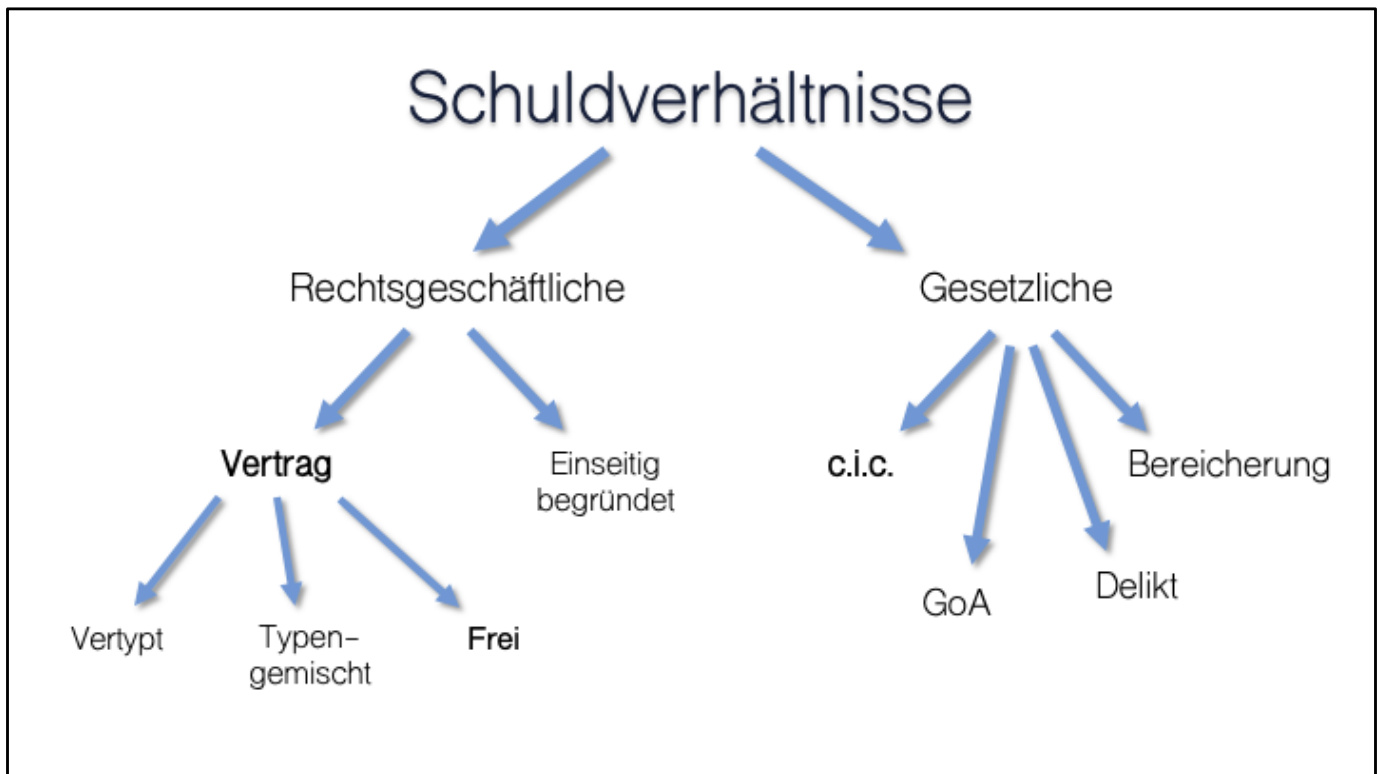 Schuldverhältnisse
Rechtsgeschäftliche
Gesetzliche
Vertrag
Einseitig
begründet
c.i.c.
Bereicherung
Vertypt
Typen-
gemischt
Frei
GoA
Delikt